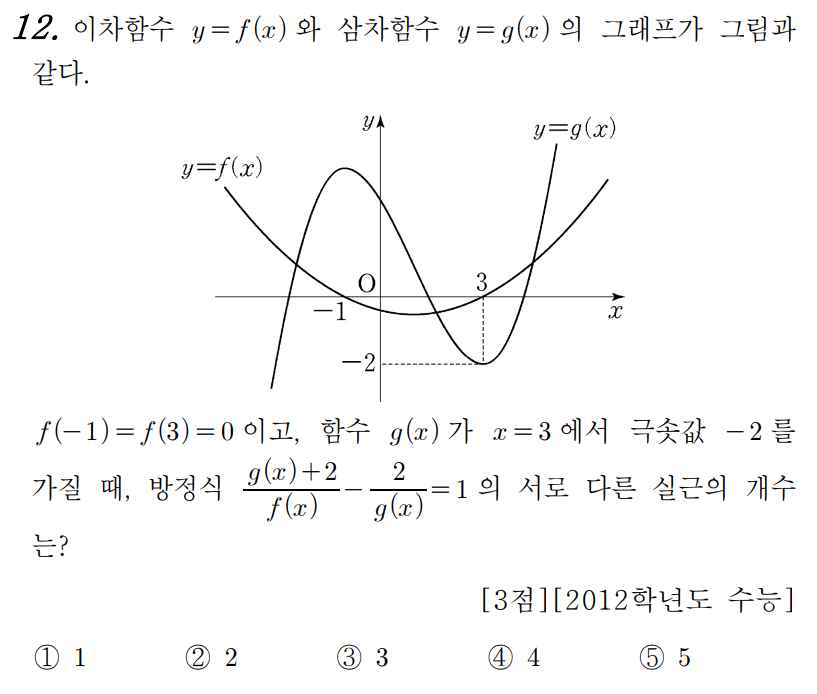 12. 이차함수 y=f(x)와 삼차함수 y=g(x)의 그래프가 그림과
같다.
y
y=g(x)
y=f(x)
O
3
-1
x
-2
f(-1)=f(3)=0이고, 함수 g(x)가 x=3에서 극솟값 -2를
가질 때, 방정식 \frac{g(x)+2}{f(x)}-\frac{2}{g(x)}=1의 서로 다른 실근의 개수
는?
[3점][2012학년도 수능]
① 1 ② 2 ③ 3 ④ 4 ⑤ 5